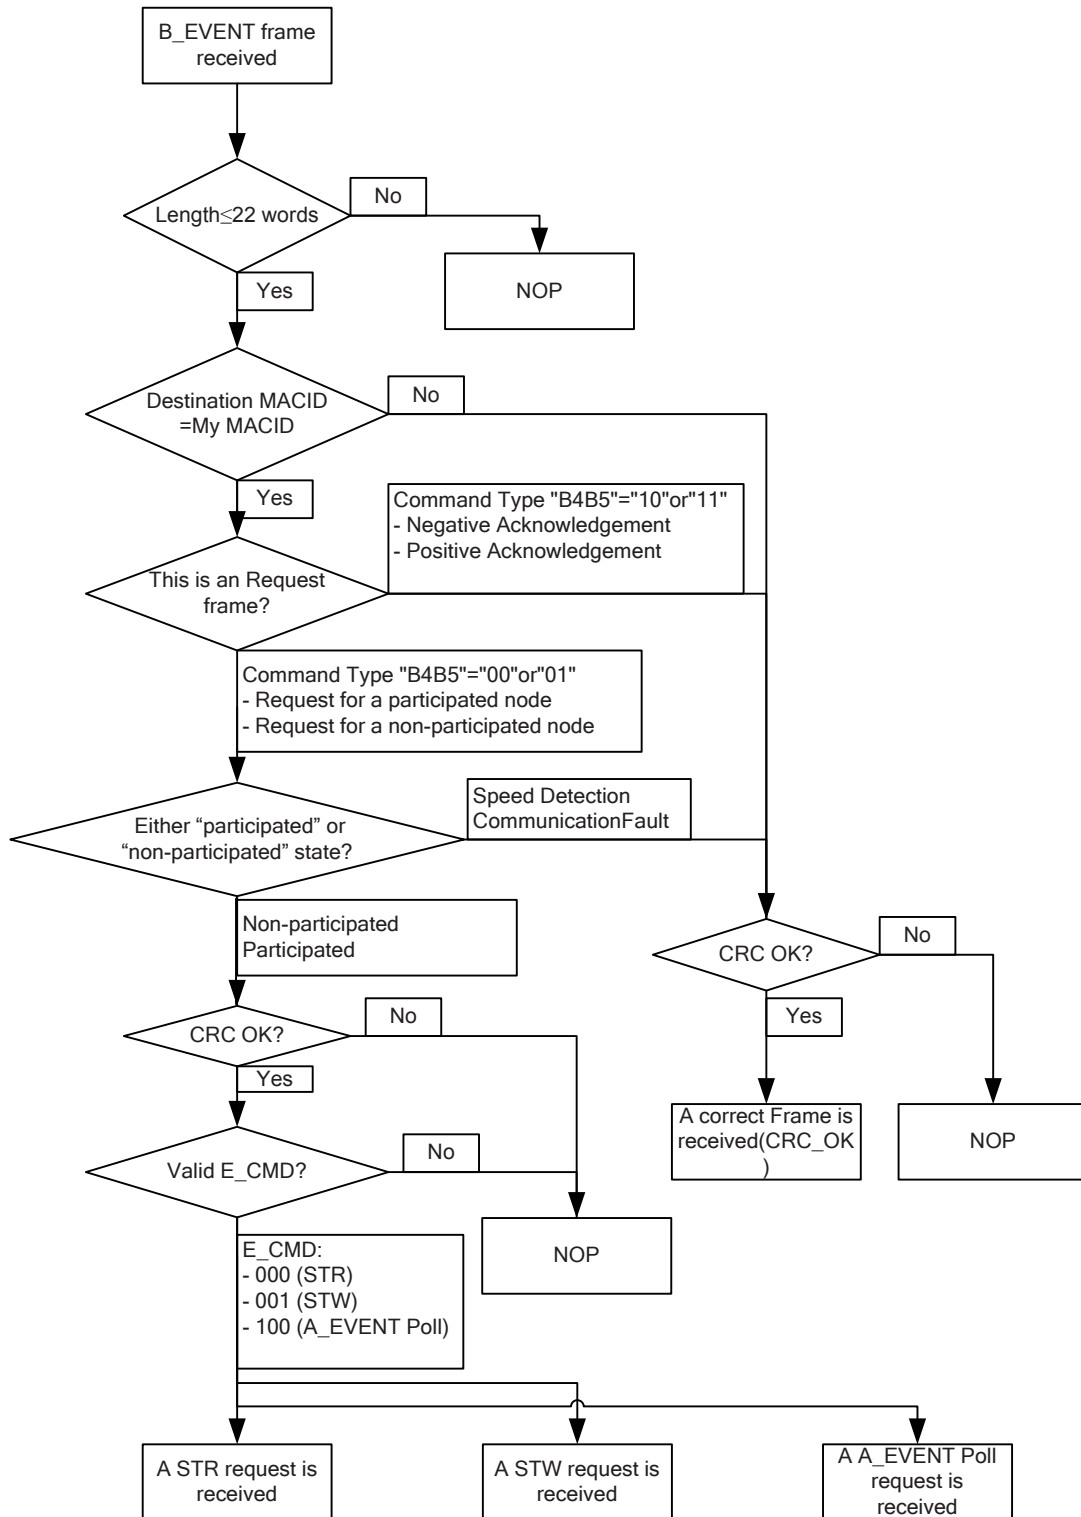 B_EVENT frame
received
Length≤22 words
No
NOP
Yes
Destination MACID
=My MACID
No
Yes
Command Type "B4B5"="10"or"11"
- Negative Acknowledgement
- Positive Acknowledgement
This is an Request
frame?
Command Type "B4B5"="00"or"01"
- Request for a participated node
- Request for a non-participated node
Either “participated” or
“non-participated” state?
Speed Detection
CommunicationFault
Non-participated
Participated
CRC OK?
No
Yes
A correct Frame is
received(CRC_OK
)
NOP
CRC OK?
No
Yes
Valid E_CMD?
No
NOP
E_CMD:
- 000 (STR)
- 001 (STW)
- 100 (A_EVENT Poll)
A STR request is
received
A STW request is
received
A A_EVENT Poll
request is
received